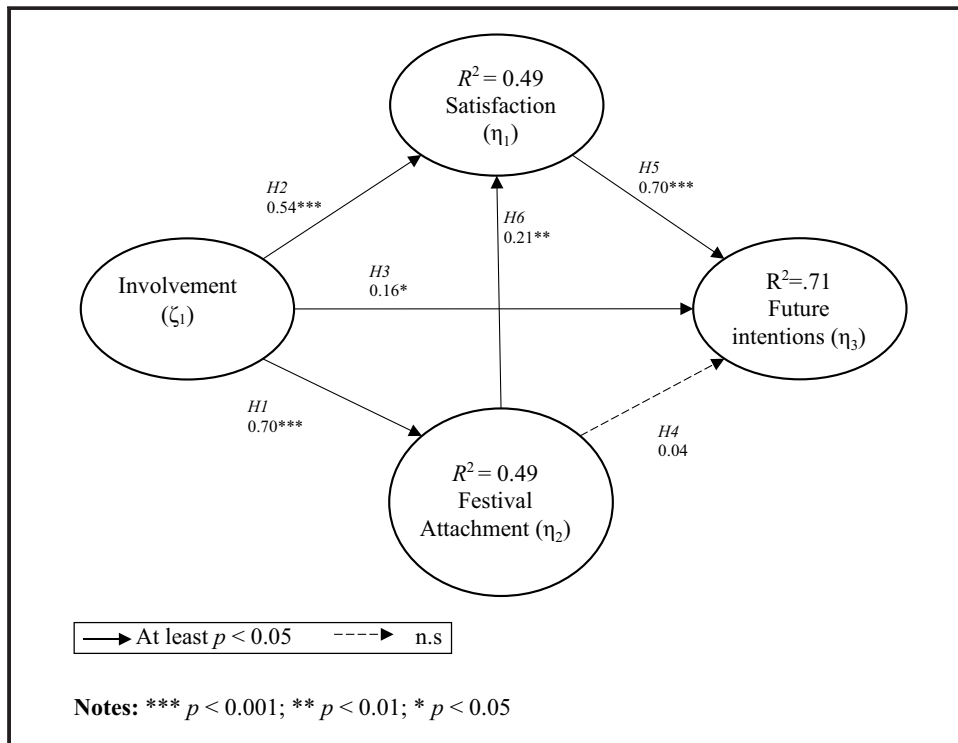 R² = 0.49
Satisfaction
(η₁)
H2
0.54***
H5
0.70***
H6
0.21**
Involvement
(ζ₁)
H3
0.16*
R²=.71
Future
intentions (η₃)
H1
0.70***
H4
0.04
R² = 0.49
Festival
Attachment (η₂)
At least p < 0.05 n.s
Notes: *** p < 0.001; ** p < 0.01; * p < 0.05